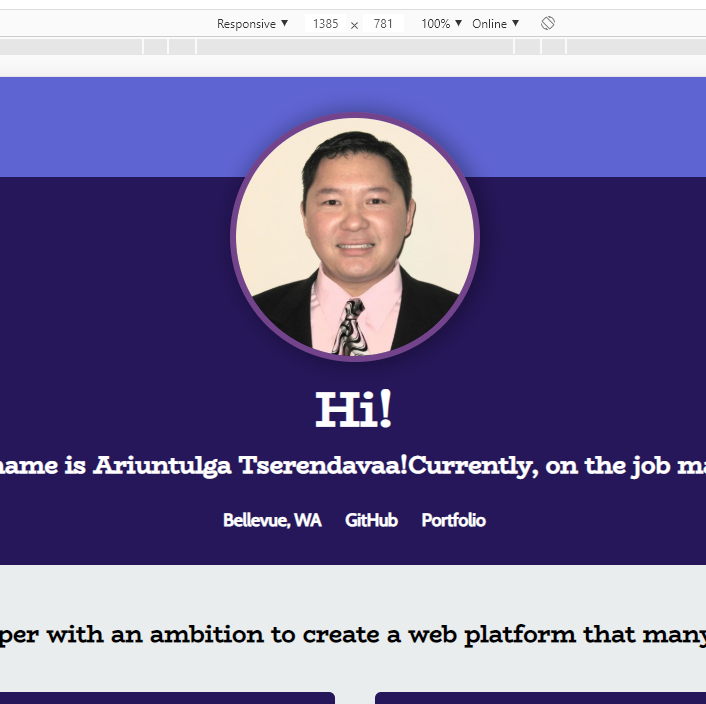 Responsive ▼ 1385 × 781 100% ▼ Online ▼
Hi!
name is Ariuntulga Tserendavaa!Currently, on the job ma
Bellevue, WA GitHub Portfolio
per with an ambition to create a web platform that many